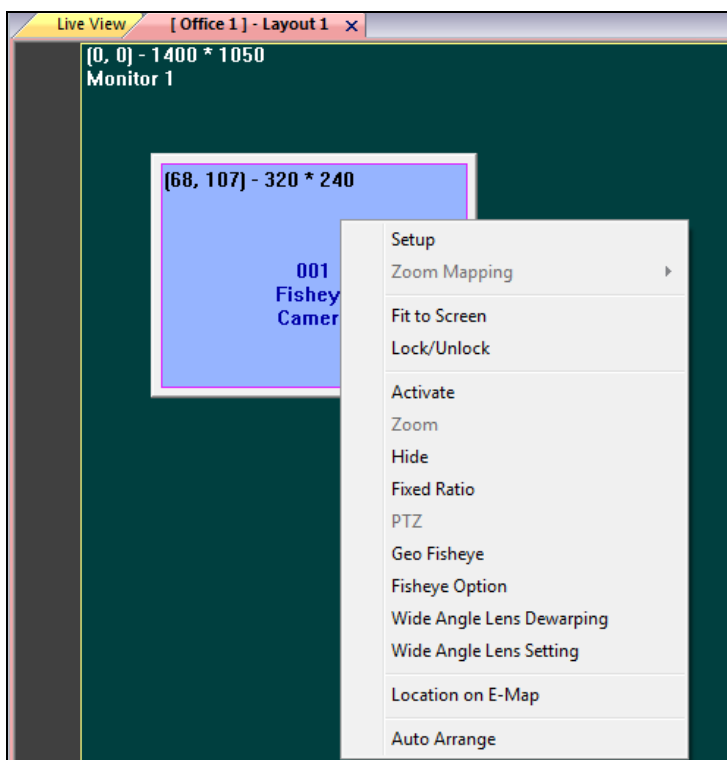 Live View
[ Office 1 ] - Layout 1 x
(0, 0) - 1400 * 1050
Monitor 1
(68, 107) - 320 * 240
001
Fishey
Camer
Setup
Zoom Mapping
Fit to Screen
Lock/Unlock
Activate
Zoom
Hide
Fixed Ratio
PTZ
Geo Fisheye
Fisheye Option
Wide Angle Lens Dewarping
Wide Angle Lens Setting
Location on E-Map
Auto Arrange